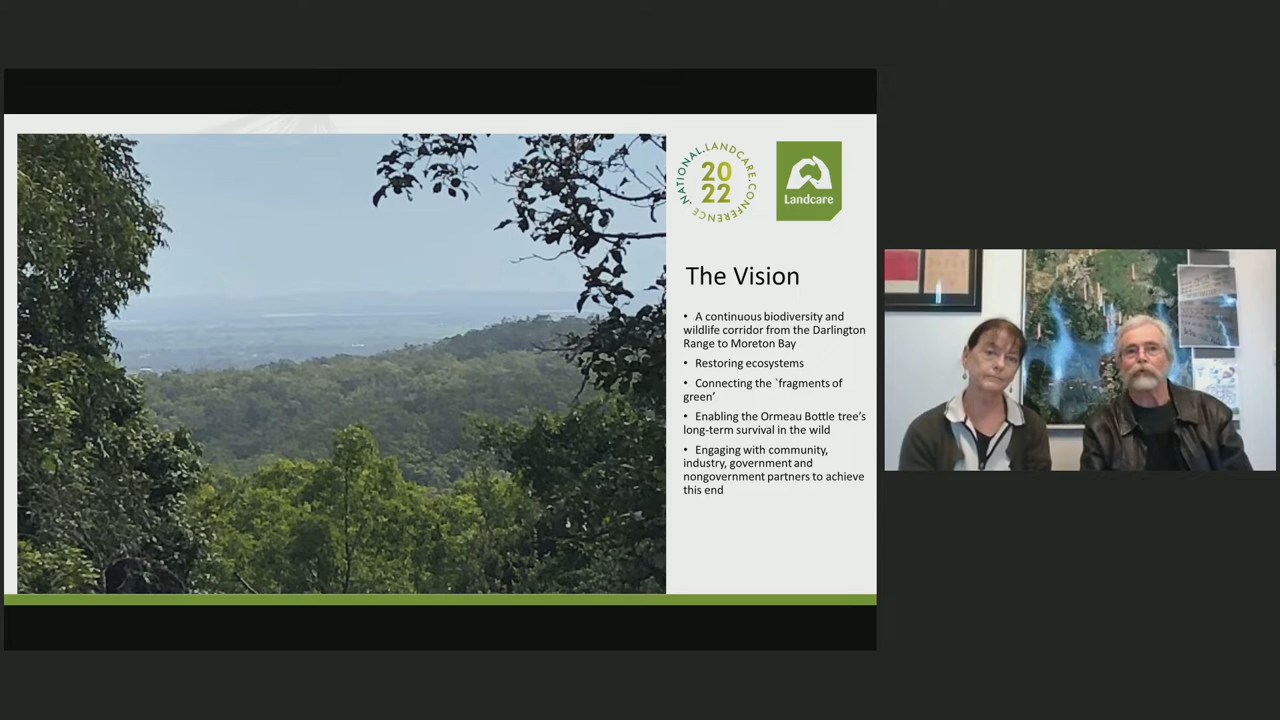 NATIONAL.LANDCARE.CONFERENCE.
20
22
Landcare
The Vision
• A continuous biodiversity and
wildlife corridor from the Darlington
Range to Moreton Bay
• Restoring ecosystems
• Connecting the `fragments of
green’
• Enabling the Ormeau Bottle tree’s
long-term survival in the wild
• Engaging with community,
industry, government and
nongovernment partners to achieve
this end